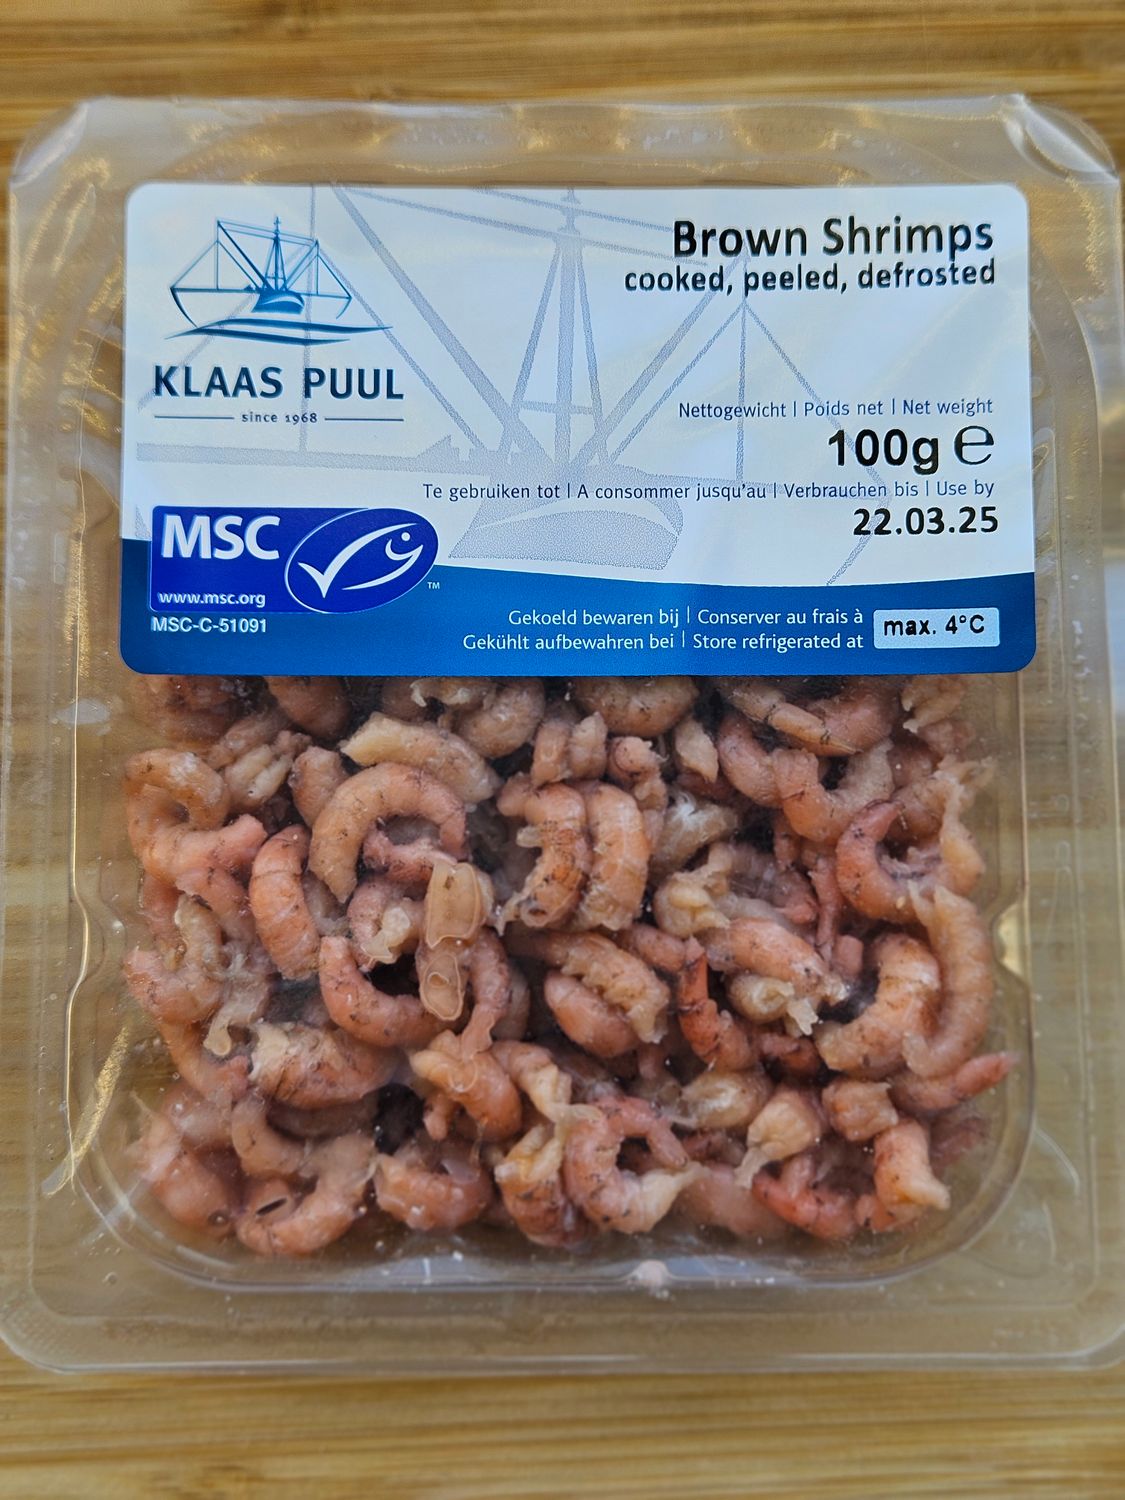 Brown Shrimps
cooked, peeled, defrosted
KLAAS PUUL
since 1968
Nettogewicht | Poids net | Net weight
100g ℮
Te gebruiken tot | A consommer jusqu'au | Verbrauchen bis | Use by
22.03.25
MSC
www.msc.org
TM
MSC-C-51091
Gekoeld bewaren bij | Conserver au frais à
Gekühlt aufbewahren bei | Store refrigerated at
max. 4°C